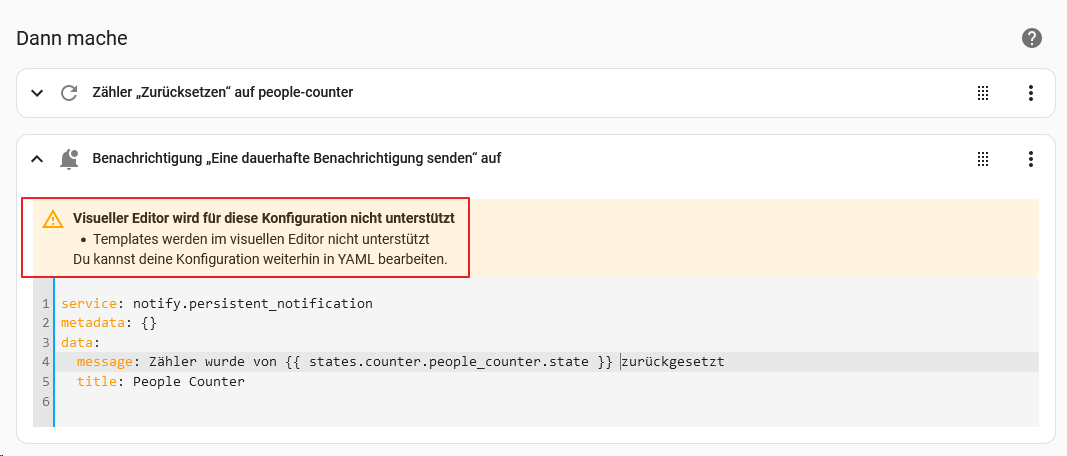 Dann mache
Zähler „Zurücksetzen“ auf people-counter
Benachrichtigung „Eine dauerhafte Benachrichtigung senden“ auf
Visueller Editor wird für diese Konfiguration nicht unterstützt
• Templates werden im visuellen Editor nicht unterstützt
Du kannst deine Konfiguration weiterhin in YAML bearbeiten.
1 service: notify.persistent_notification
2 metadata: {}
3 data:
4   message: Zähler wurde von {{ states.counter.people_counter.state }} zurückgesetzt
5   title: People Counter
6